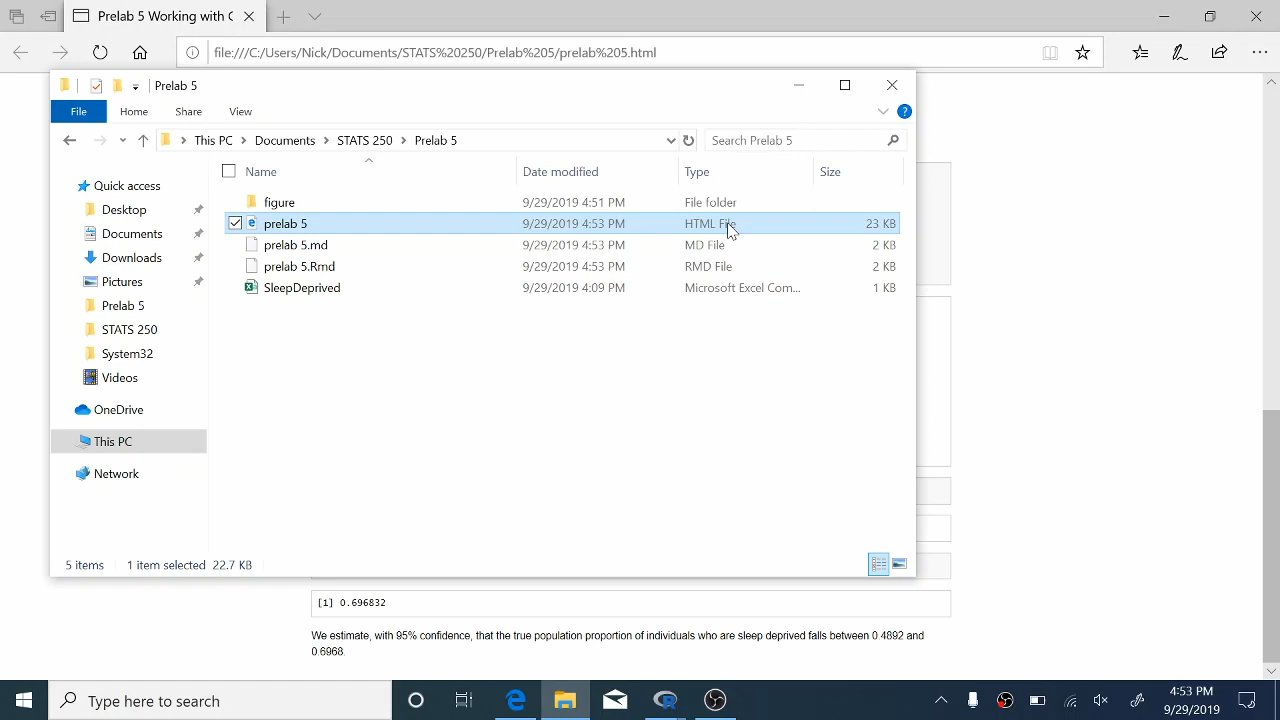 Prelab 5 Working with C
file:///C:/Users/Nick/Documents/STATS%20250/Prelab%205/prelab%205.html
Prelab 5
File Home Share View
This PC Documents STATS 250 Prelab 5
Search Prelab 5
Name Date modified Type Size
Quick access
Desktop
Documents
Downloads
Pictures
Prelab 5
STATS 250
System32
Videos
OneDrive
This PC
Network
figure 9/29/2019 4:51 PM File folder
prelab 5 9/29/2019 4:53 PM HTML File 23 KB
prelab 5.md 9/29/2019 4:53 PM MD File 2 KB
prelab 5.Rmd 9/29/2019 4:53 PM RMD File 2 KB
SleepDeprived 9/29/2019 4:09 PM Microsoft Excel Com... 1 KB
5 items 1 item selected 22.7 KB
[1] 0.696832
We estimate, with 95% confidence, that the true population proportion of individuals who are sleep deprived falls between 0.4892 and
0.6968.
Type here to search
4:53 PM
9/29/2019